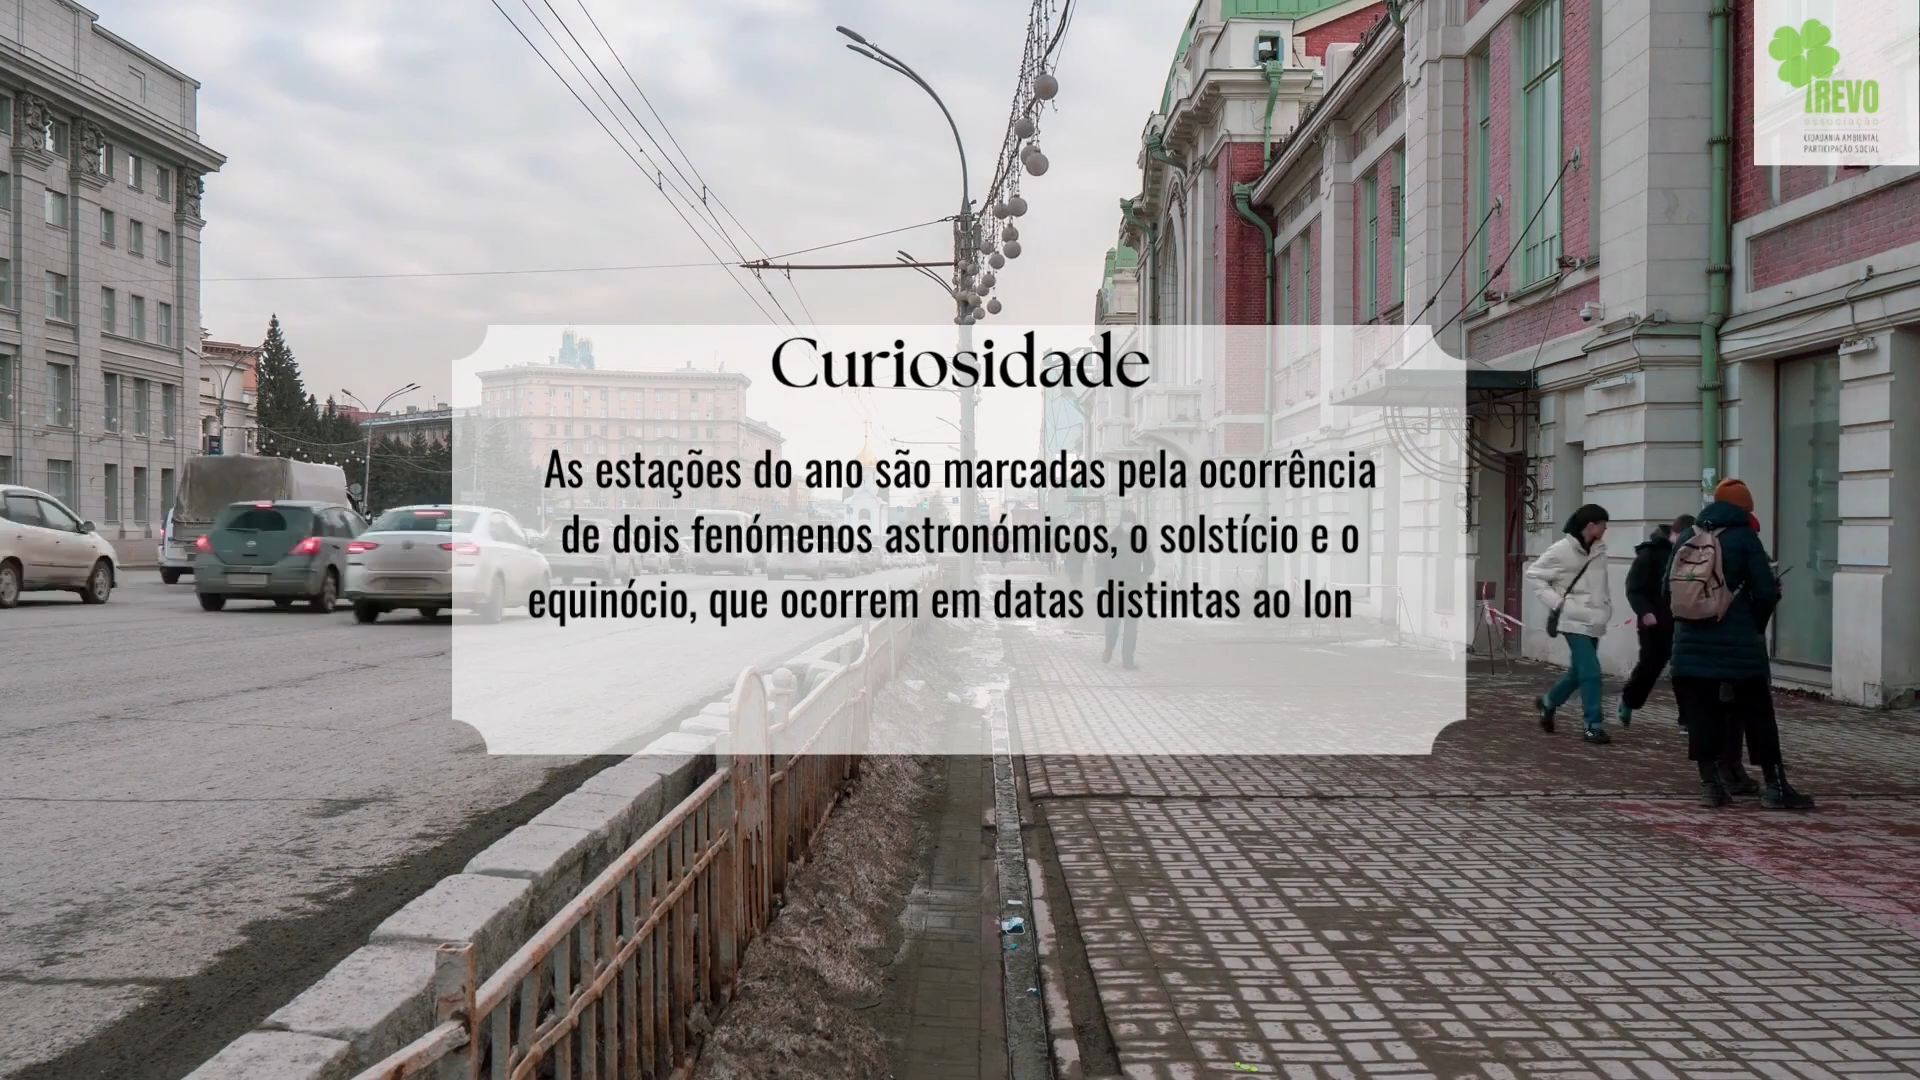 TREVO
associação
CIDADANIA AMBIENTAL
PARTICIPAÇÃO SOCIAL
Curiosidade
As estações do ano são marcadas pela ocorrência
de dois fenómenos astronómicos, o solstício e o
equinócio, que ocorrem em datas distintas ao lon